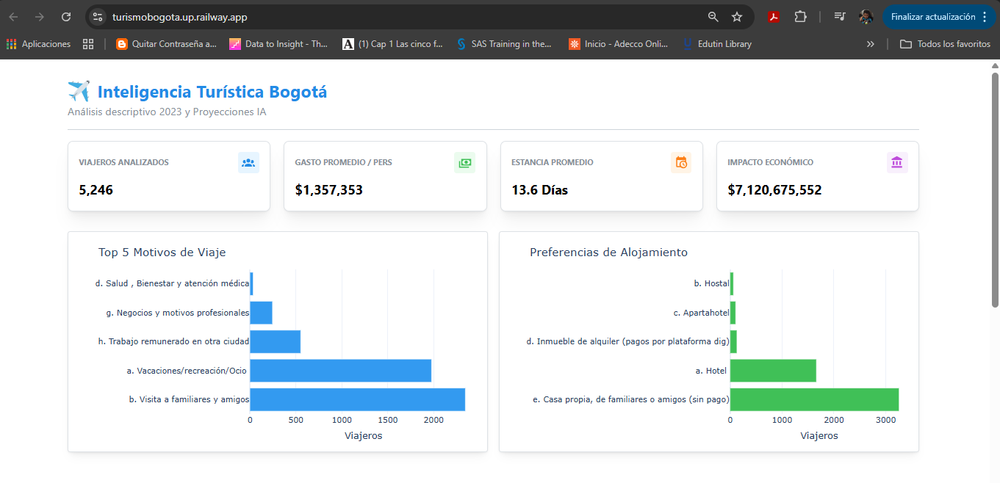 turismobogota.up.railway.app
Finalizar actualización
Aplicaciones
Quitar Contraseña a...
Data to Insight - Th...
(1) Cap 1 Las cinco f...
SAS Training in the...
Inicio - Adecco Onli...
Edutin Library
Todos los favoritos
Inteligencia Turística Bogotá
Análisis descriptivo 2023 y Proyecciones IA
VIAJEROS ANALIZADOS
5,246
GASTO PROMEDIO / PERS
$1,357,353
ESTANCIA PROMEDIO
13.6 Días
IMPACTO ECONÓMICO
$7,120,675,552
Top 5 Motivos de Viaje
d. Salud , Bienestar y atención médica
g. Negocios y motivos profesionales
h. Trabajo remunerado en otra ciudad
a. Vacaciones/recreación/Ocio
b. Visita a familiares y amigos
0 500 1000 1500 2000
Viajeros
Preferencias de Alojamiento
b. Hostal
c. Apartahotel
d. Inmueble de alquiler (pagos por plataforma dig)
a. Hotel
e. Casa propia, de familiares o amigos (sin pago)
0 1000 2000 3000
Viajeros